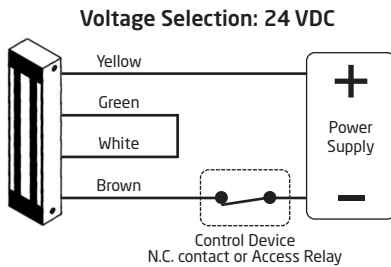 Voltage Selection: 24 VDC
Yellow
Green
White
Brown
+
Power
Supply
–
Control Device
N.C. contact or Access Relay